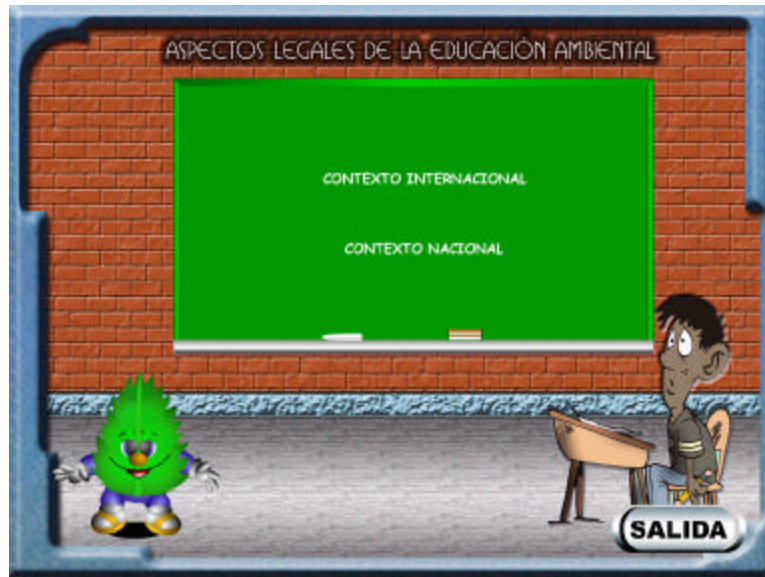 ASPECTOS LEGALES DE LA EDUCACIÓN AMBIENTAL
CONTEXTO INTERNACIONAL
CONTEXTO NACIONAL
SALIDA